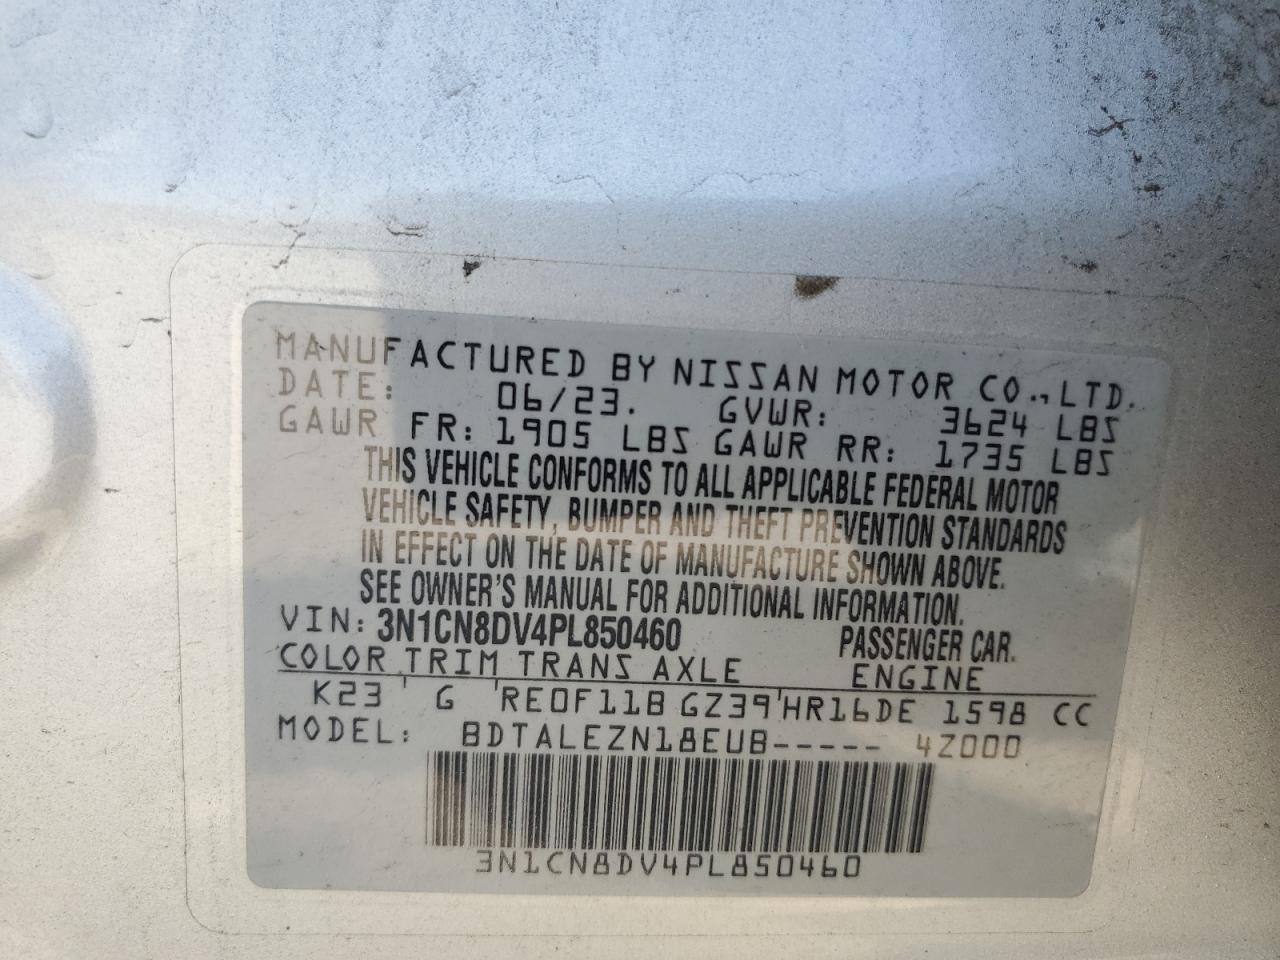 MANUFACTURED BY NISSAN MOTOR CO.,LTD.
DATE: 06/23. GVWR: 3624 LBS
GAWR FR: 1905 LBS GAWR RR: 1735 LBS
THIS VEHICLE CONFORMS TO ALL APPLICABLE FEDERAL MOTOR
VEHICLE SAFETY, BUMPER AND THEFT PREVENTION STANDARDS
IN EFFECT ON THE DATE OF MANUFACTURE SHOWN ABOVE.
SEE OWNER'S MANUAL FOR ADDITIONAL INFORMATION.
VIN: 3N1CN8DV4PL850460 PASSENGER CAR.
COLOR TRIM TRANS AXLE ENGINE
K23 ' G 'RE0F11B GZ39'HR16DE 1598 CC
MODEL: BDTALEZN18EUB----- 4Z000
3N1CN8DV4PL850460